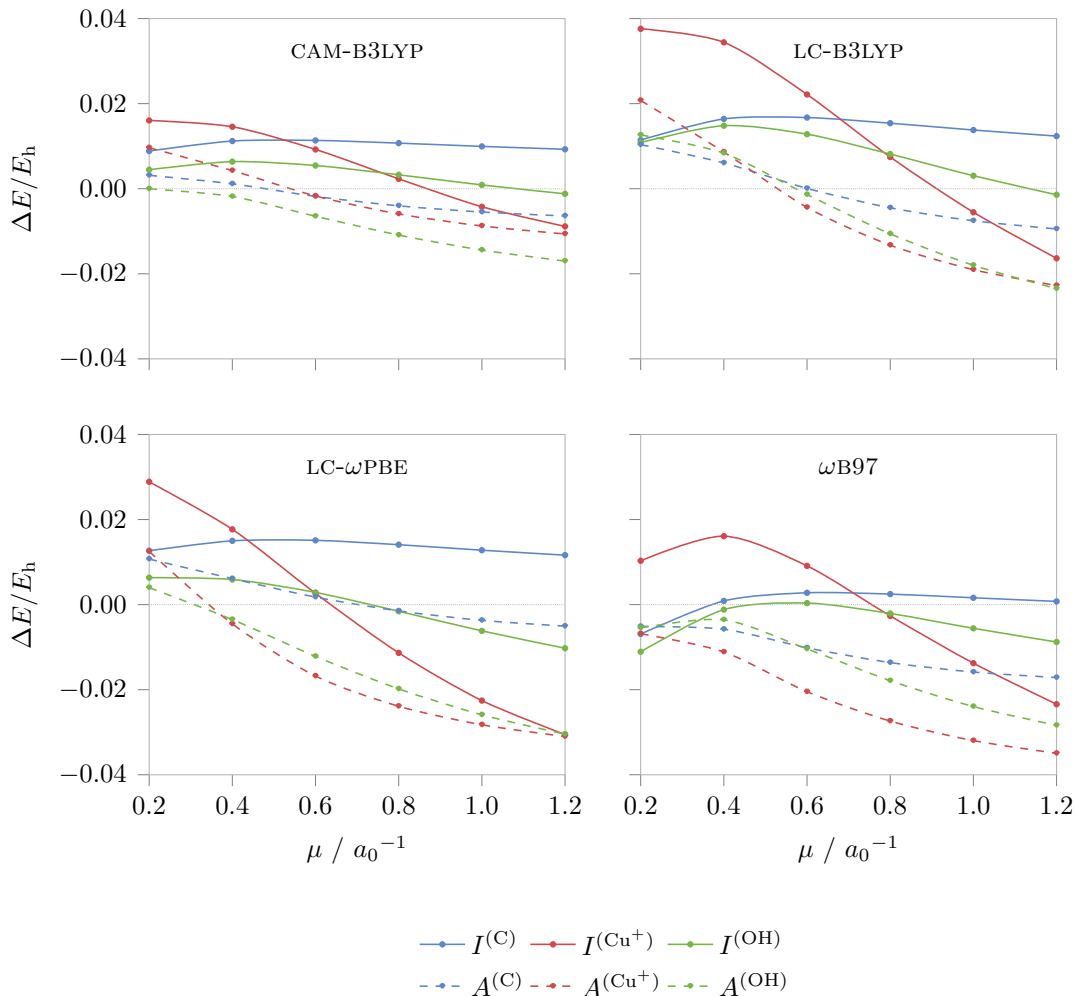 CAM-B3LYP
LC-B3LYP
0.04
0.02
0.00
−0.02
−0.04
ΔE/E_h
LC-ωPBE
ωB97
0.04
0.02
0.00
−0.02
−0.04
ΔE/E_h
0.2 0.4 0.6 0.8 1.0 1.2
0.2 0.4 0.6 0.8 1.0 1.2
μ / a₀⁻¹
μ / a₀⁻¹
I^(C) I^(Cu⁺) I^(OH)
A^(C) A^(Cu⁺) A^(OH)